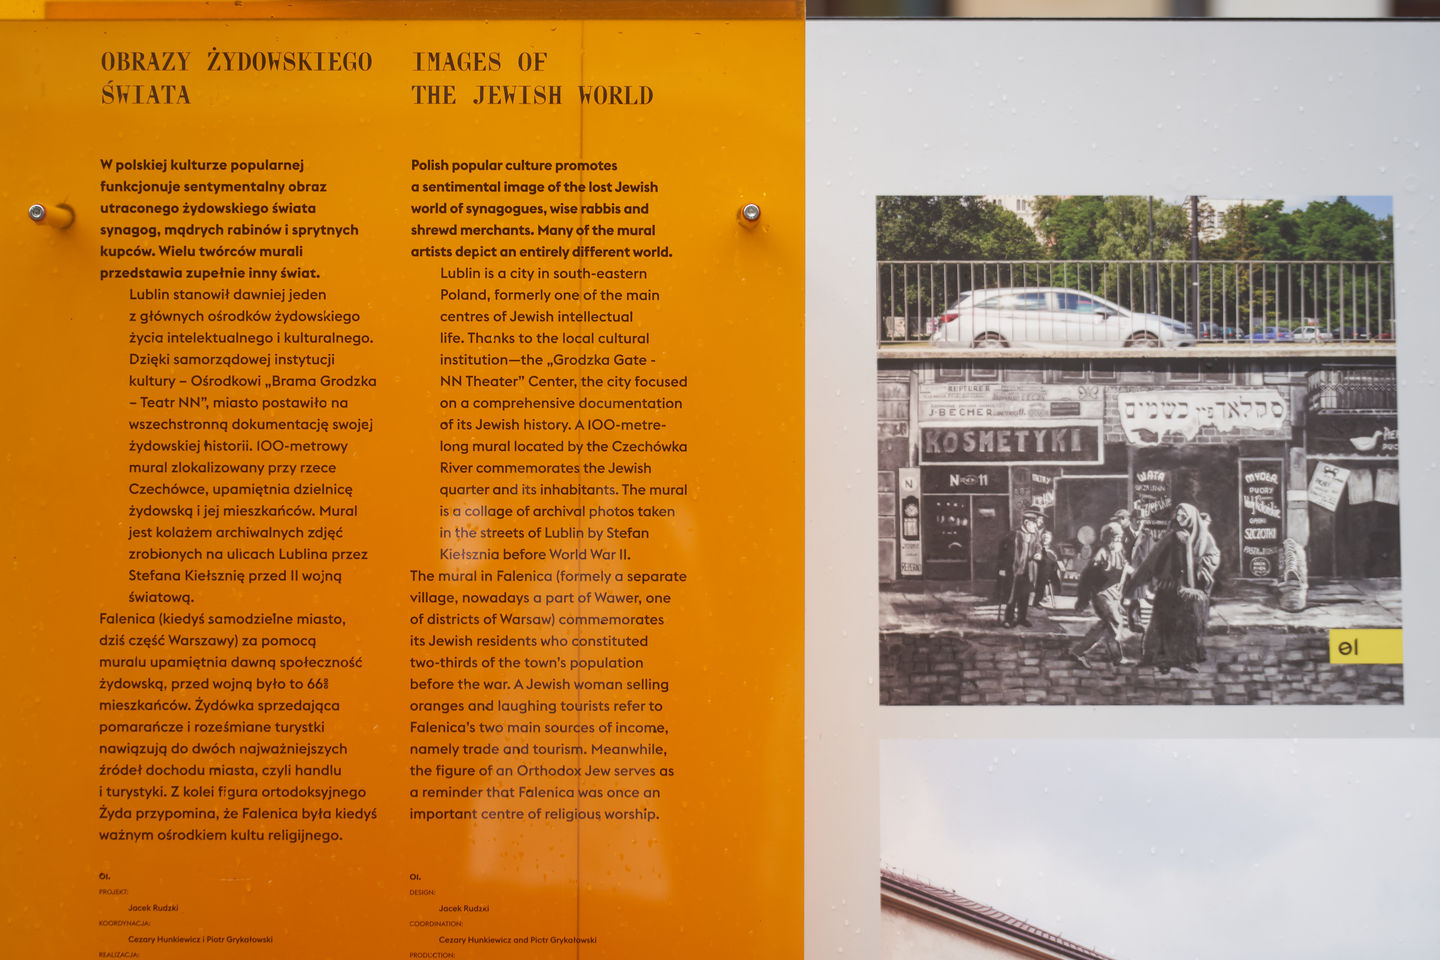 OBRAZY ŻYDOWSKIEGO
ŚWIATA
W polskiej kulturze popularnej
funkcjonuje sentymentalny obraz
utraconego żydowskiego świata
synagog, mądrych rabinów i sprytnych
kupców. Wielu twórców murali
przedstawia zupełnie inny świat.
Lublin stanowił dawniej jeden
z głównych ośrodków żydowskiego
życia intelektualnego i kulturalnego.
Dzięki samorządowej instytucji
kultury – Ośrodkowi „Brama Grodzka
– Teatr NN”, miasto postawiło na
wszechstronną dokumentację swojej
żydowskiej historii. 100-metrowy
mural zlokalizowany przy rzece
Czechówce, upamiętnia dzielnicę
żydowską i jej mieszkańców. Mural
jest kolażem archiwalnych zdjęć
zrobionych na ulicach Lublina przez
Stefana Kiełsznię przed II wojną
światową.
Falenica (kiedyś samodzielne miasto,
dziś część Warszawy) za pomocą
muralu upamiętnia dawną społeczność
żydowską, przed wojną było to 66%
mieszkańców. Żydówka sprzedająca
pomarańcze i roześmiane turystki
nawiązują do dwóch najważniejszych
źródeł dochodu miasta, czyli handlu
i turystyki. Z kolei figura ortodoksyjnego
Żyda przypomina, że Falenica była kiedyś
ważnym ośrodkiem kultu religijnego.
01.
PROJEKT:
Jacek Rudzki
KOORDYNACJA:
Cezary Hunkiewicz i Piotr Grykałowski
REALIZACJA:
IMAGES OF
THE JEWISH WORLD
Polish popular culture promotes
a sentimental image of the lost Jewish
world of synagogues, wise rabbis and
shrewd merchants. Many of the mural
artists depict an entirely different world.
Lublin is a city in south-eastern
Poland, formerly one of the main
centres of Jewish intellectual
life. Thanks to the local cultural
institution—the „Grodzka Gate -
NN Theater” Center, the city focused
on a comprehensive documentation
of its Jewish history. A 100-metre-
long mural located by the Czechówka
River commemorates the Jewish
quarter and its inhabitants. The mural
is a collage of archival photos taken
in the streets of Lublin by Stefan
Kiełsznia before World War II.
The mural in Falenica (formely a separate
village, nowadays a part of Wawer, one
of districts of Warsaw) commemorates
its Jewish residents who constituted
two-thirds of the town's population
before the war. A Jewish woman selling
oranges and laughing tourists refer to
Falenica's two main sources of income,
namely trade and tourism. Meanwhile,
the figure of an Orthodox Jew serves as
a reminder that Falenica was once an
important centre of religious worship.
01.
DESIGN:
Jacek Rudzki
COORDINATION:
Cezary Hunkiewicz and Piotr Grykałowski
PRODUCTION:
J·BECHER
KOSMETYKI
סקלאד פין כשמים
N 11
N
WATA
MYDŁA
PUDRY
SZCZOTKI
01